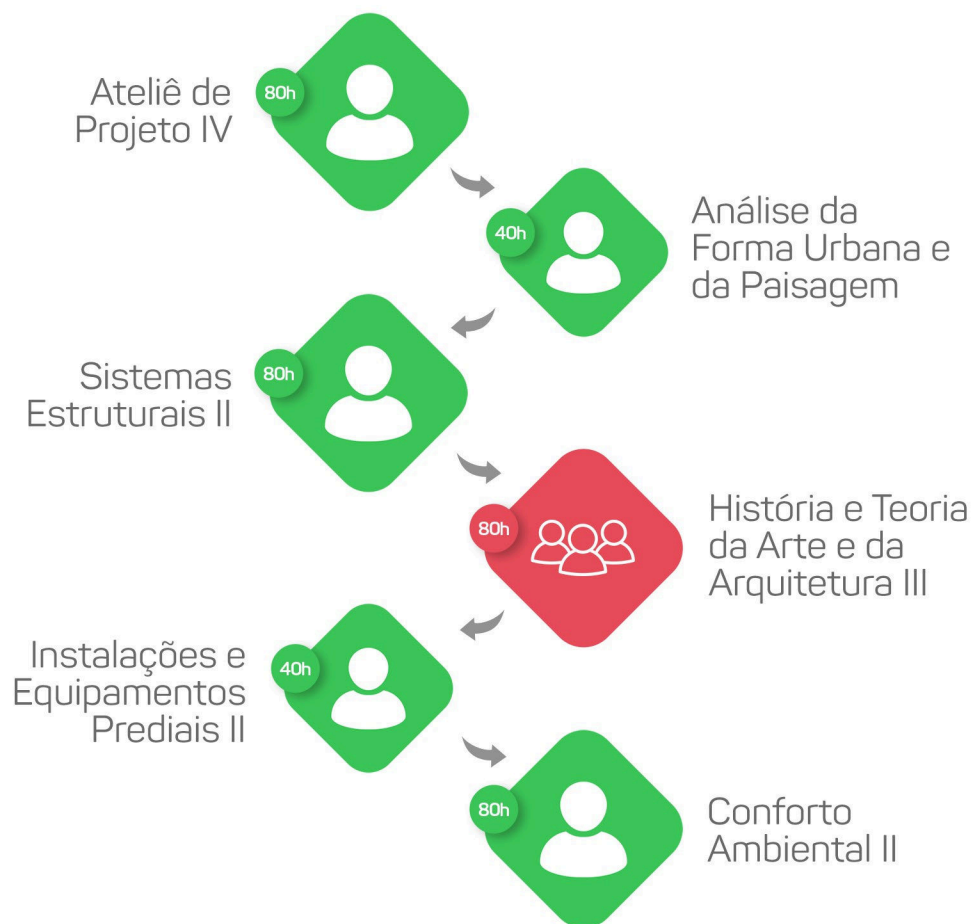 Ateliê de
Projeto IV
80h
40h
Análise da
Forma Urbana e
da Paisagem
Sistemas
Estruturais II
80h
80h
História e Teoria
da Arte e da
Arquitetura III
Instalações e
Equipamentos
Prediais II
40h
80h
Conforto
Ambiental II